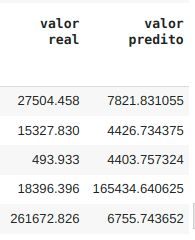 valor valor
real predito
27504.458 7821.831055
15327.830 4426.734375
493.933 4403.757324
18396.396 165434.640625
261672.826 6755.743652